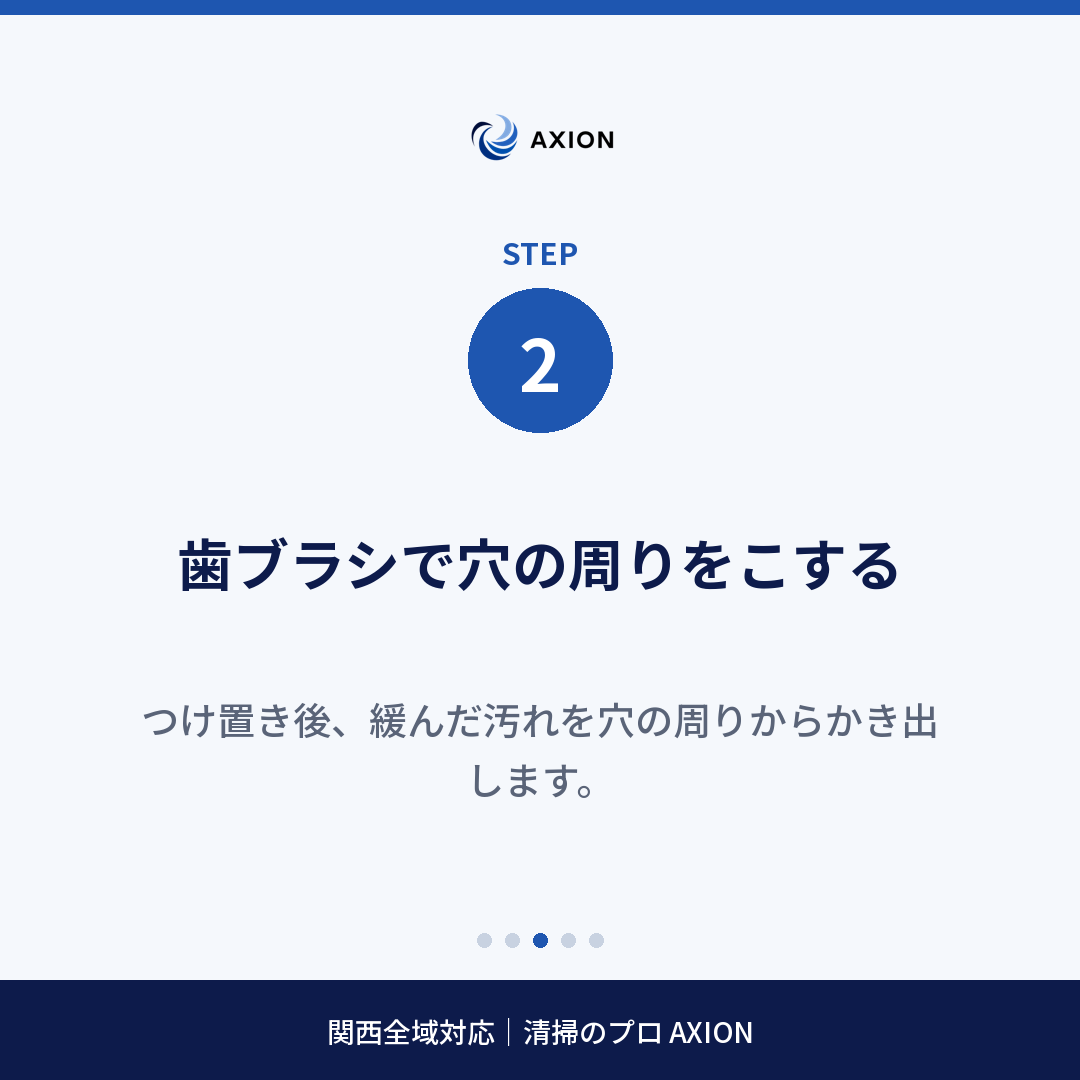 AXION
STEP
2
歯ブラシで穴の周りをこする
つけ置き後、緩んだ汚れを穴の周りからかき出
します。
関西全域対応｜清掃のプロ AXION